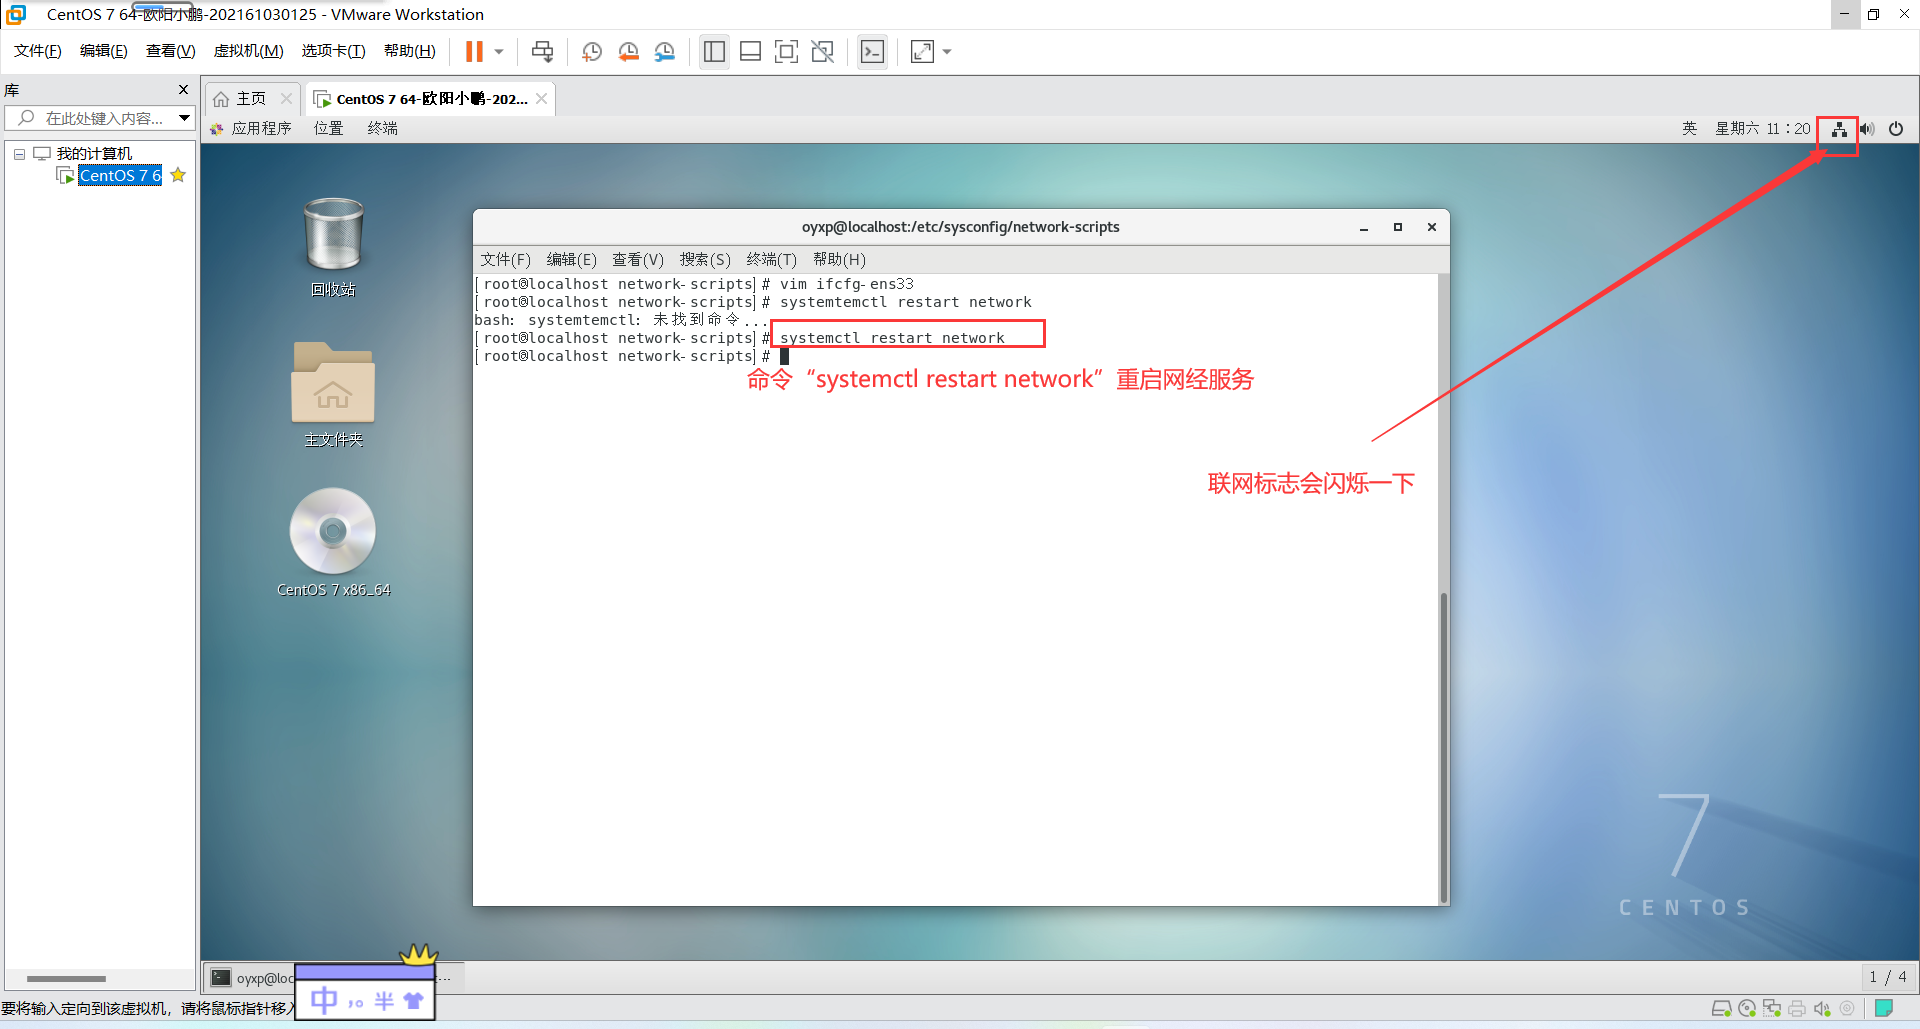 CentOS 7 64-欧阳小鹏-202161030125 - VMware Workstation
文件(F) 编辑(E) 查看(V) 虚拟机(M) 选项卡(T) 帮助(H)
库
在此处键入内容...
我的计算机
CentOS 7 6
主页
CentOS 7 64-欧阳小鹏-202...
应用程序 位置 终端
英 星期六 11：20
回收站
主文件夹
CentOS 7 x86_64
oyxp@localhost:/etc/sysconfig/network-scripts
文件(F) 编辑(E) 查看(V) 搜索(S) 终端(T) 帮助(H)
[root@localhost network-scripts]# vim ifcfg-ens33
[root@localhost network-scripts]# systemtemctl restart network
bash: systemtemctl: 未找到命令...
[root@localhost network-scripts]# systemctl restart network
[root@localhost network-scripts]#
命令“systemctl restart network”重启网经服务
联网标志会闪烁一下
7
CENTOS
oyxp@loc
...
1 / 4
中 ，。 半
要将输入定向到该虚拟机，请将鼠标指针移入